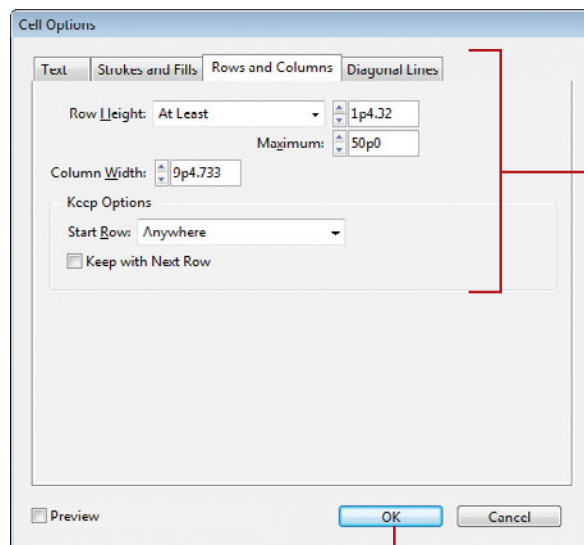 Cell Options
Text Strokes and Fills Rows and Columns Diagonal Lines
Row Height: At Least 1p4.32
Maximum: 50p0
Column Width: 9p4.733
Keep Options
Start Row: Anywhere
Keep with Next Row
Preview OK Cancel